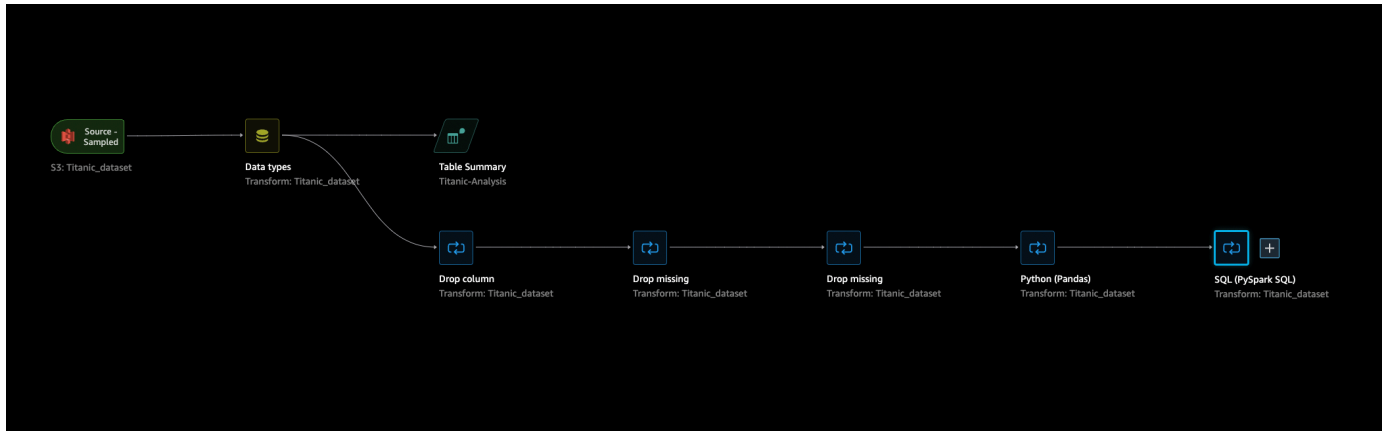 Source -
Sampled
S3: Titanic_dataset
Data types
Transform: Titanic_dataset
Table Summary
Titanic-Analysis
Drop column
Transform: Titanic_dataset
Drop missing
Transform: Titanic_dataset
Drop missing
Transform: Titanic_dataset
Python (Pandas)
Transform: Titanic_dataset
SQL (PySpark SQL)
Transform: Titanic_dataset